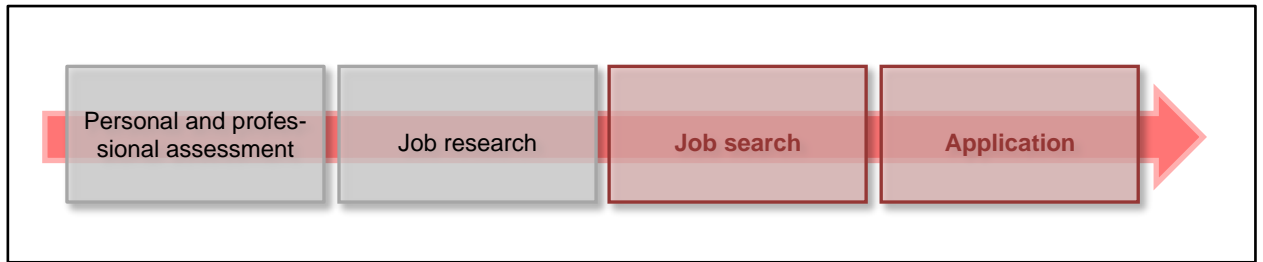 Personal and profes-
sional assessment
Job research
Job search
Application